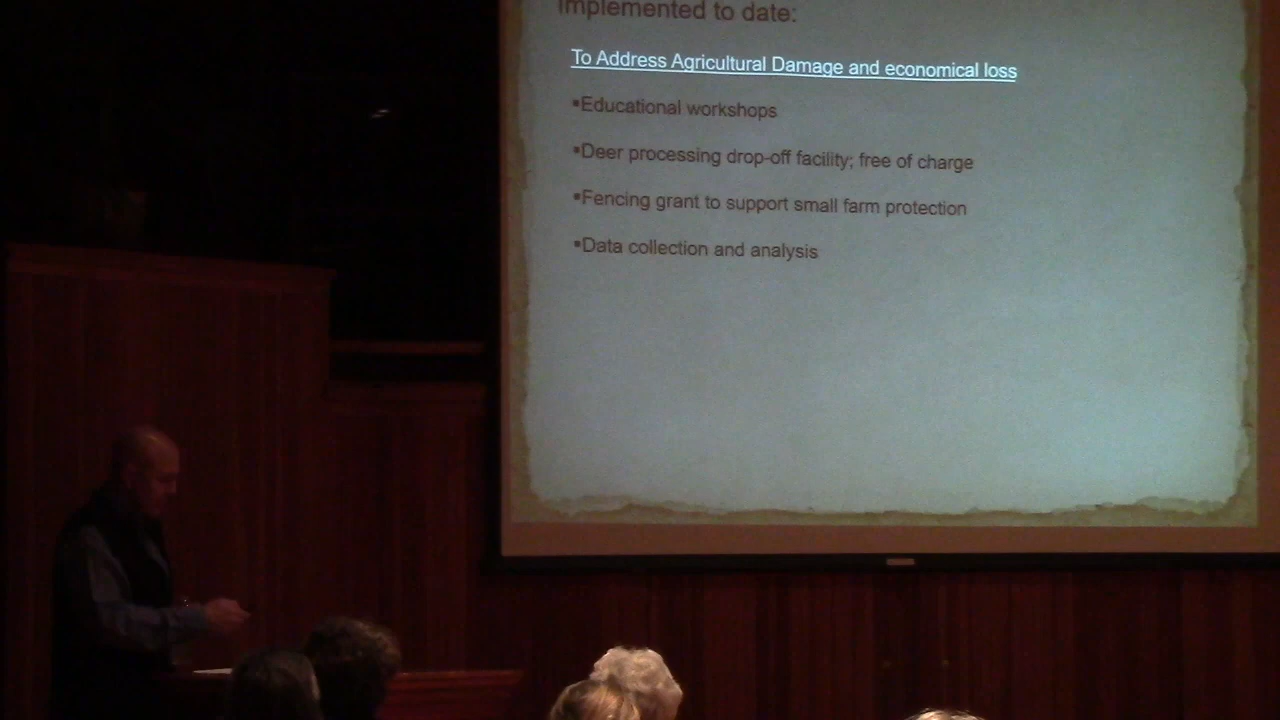 Implemented to date:
To Address Agricultural Damage and economical loss
▪Educational workshops
▪Deer processing drop-off facility; free of charge
▪Fencing grant to support small farm protection
▪Data collection and analysis